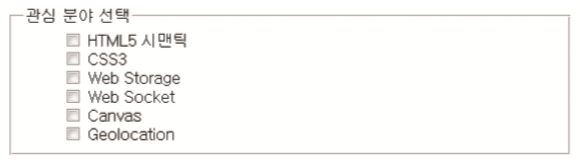 관심 분야 선택
HTML5 시맨틱
CSS3
Web Storage
Web Socket
Canvas
Geolocation